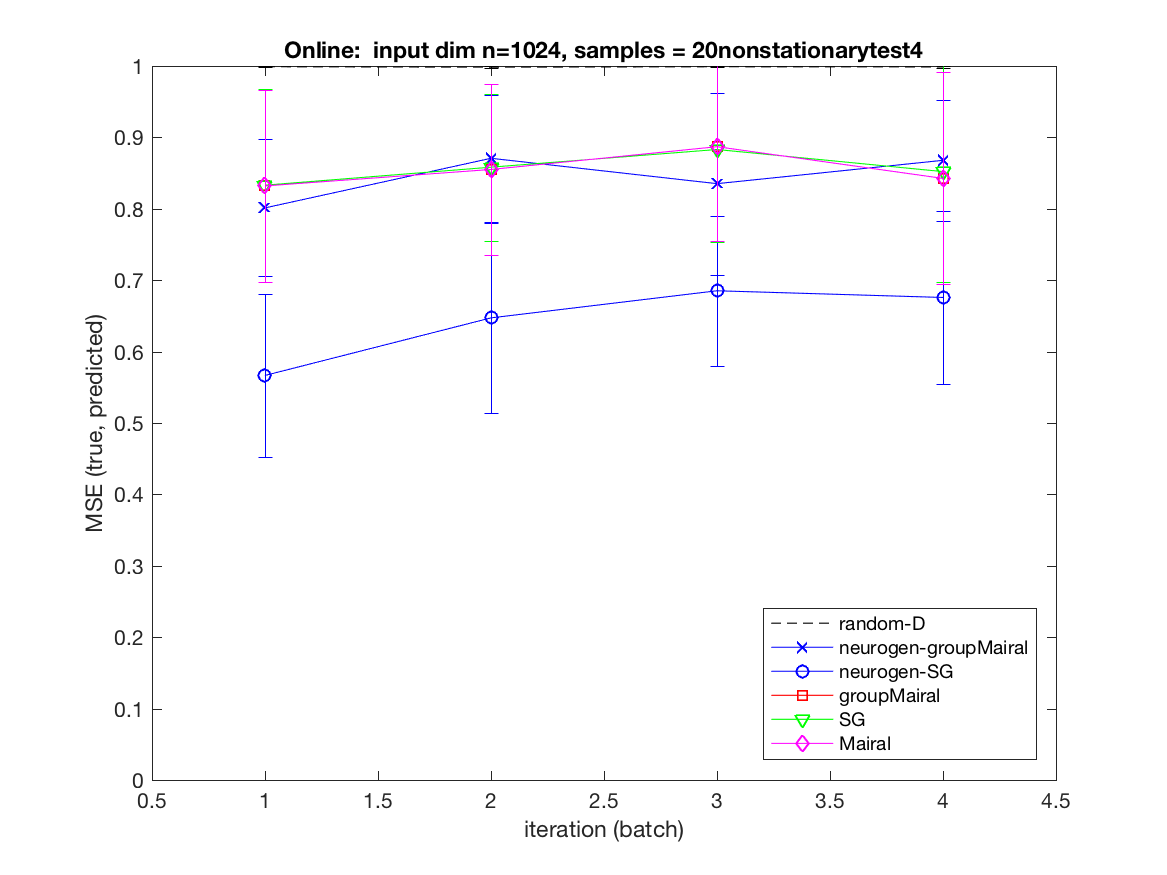 Online:  input dim n=1024, samples = 20nonstationarytest4
1
0.9
0.8
0.7
0.6
0.5
0.4
0.3
0.2
0.1
0
MSE (true, predicted)
random-D
neurogen-groupMairal
neurogen-SG
groupMairal
SG
Mairal
0.5 1 1.5 2 2.5 3 3.5 4 4.5
iteration (batch)